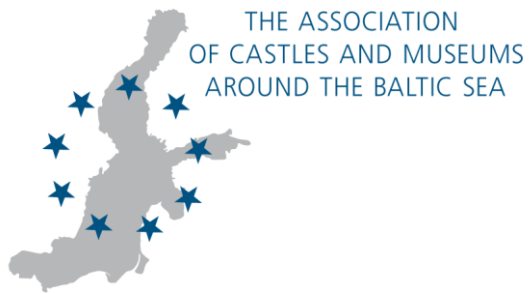 THE ASSOCIATION
OF CASTLES AND MUSEUMS
AROUND THE BALTIC SEA